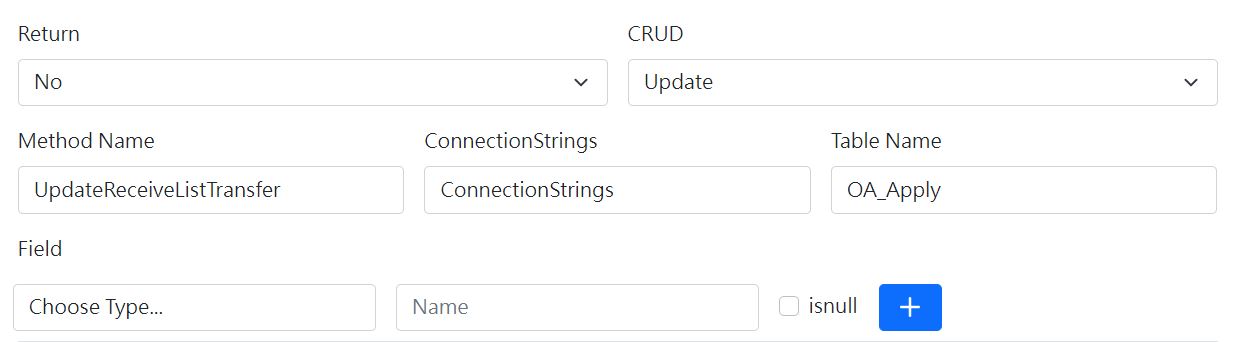 Return CRUD
No Update
Method Name ConnectionStrings Table Name
UpdateReceiveListTransfer ConnectionStrings OA_Apply
Field
Choose Type... Name isnull +